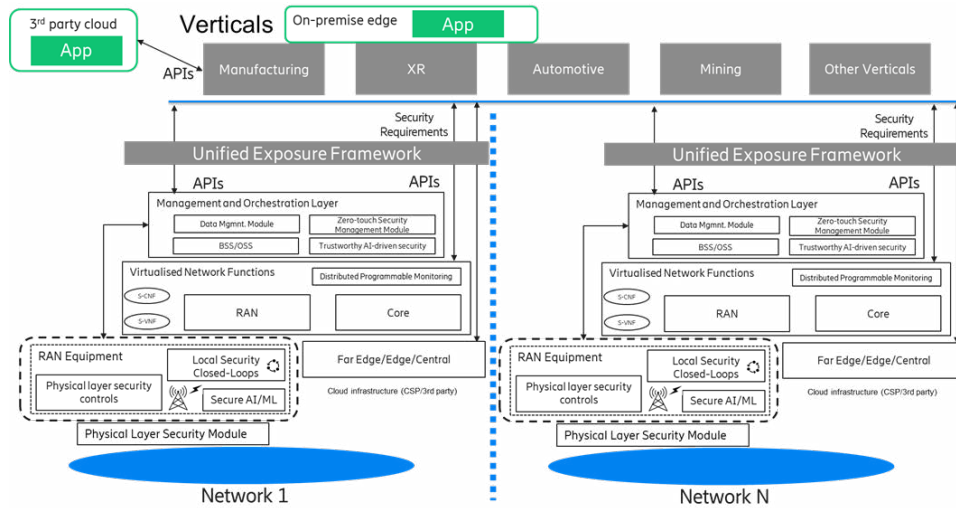 3rd party cloud
App
Verticals
On-premise edge
App
APIs
Manufacturing
XR
Automotive
Mining
Other Verticals
Security
Requirements
Unified Exposure Framework
APIs
APIs
Management and Orchestration Layer
Data Mgmnt. Module
Zero-touch Security
Management Module
BSS/OSS
Trustworthy AI-driven security
Virtualised Network Functions
Distributed Programmable Monitoring
S-CNF
S-VNF
RAN
Core
RAN Equipment
Local Security
Closed-Loops
Physical layer security
controls
Secure AI/ML
Far Edge/Edge/Central
Cloud infrastructure (CSP/3rd party)
Physical Layer Security Module
Network 1
Security
Requirements
Unified Exposure Framework
APIs
APIs
Management and Orchestration Layer
Data Mgmnt. Module
Zero-touch Security
Management Module
BSS/OSS
Trustworthy AI-driven security
Virtualised Network Functions
Distributed Programmable Monitoring
S-CNF
S-VNF
RAN
Core
RAN Equipment
Local Security
Closed-Loops
Physical layer security
controls
Secure AI/ML
Far Edge/Edge/Central
Cloud infrastructure (CSP/3rd party)
Physical Layer Security Module
Network N